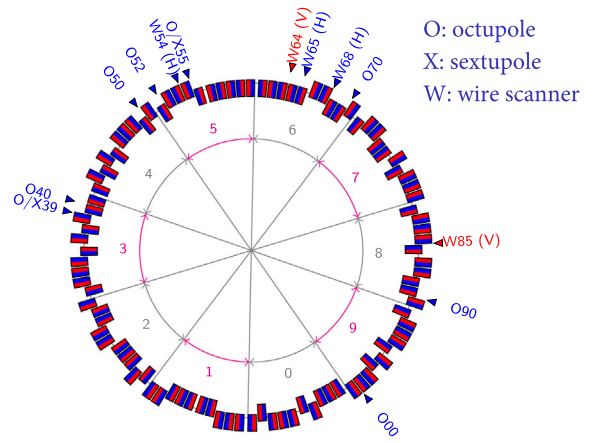 O: octupole
X: sextupole
W: wire scanner
O50
O52
W54 (H)
O/X55
W64 (V)
W65 (H)
W68 (H)
O70
5
6
4
7
O40
O/X39
3
8
W85 (V)
O90
2
9
1
0
O00